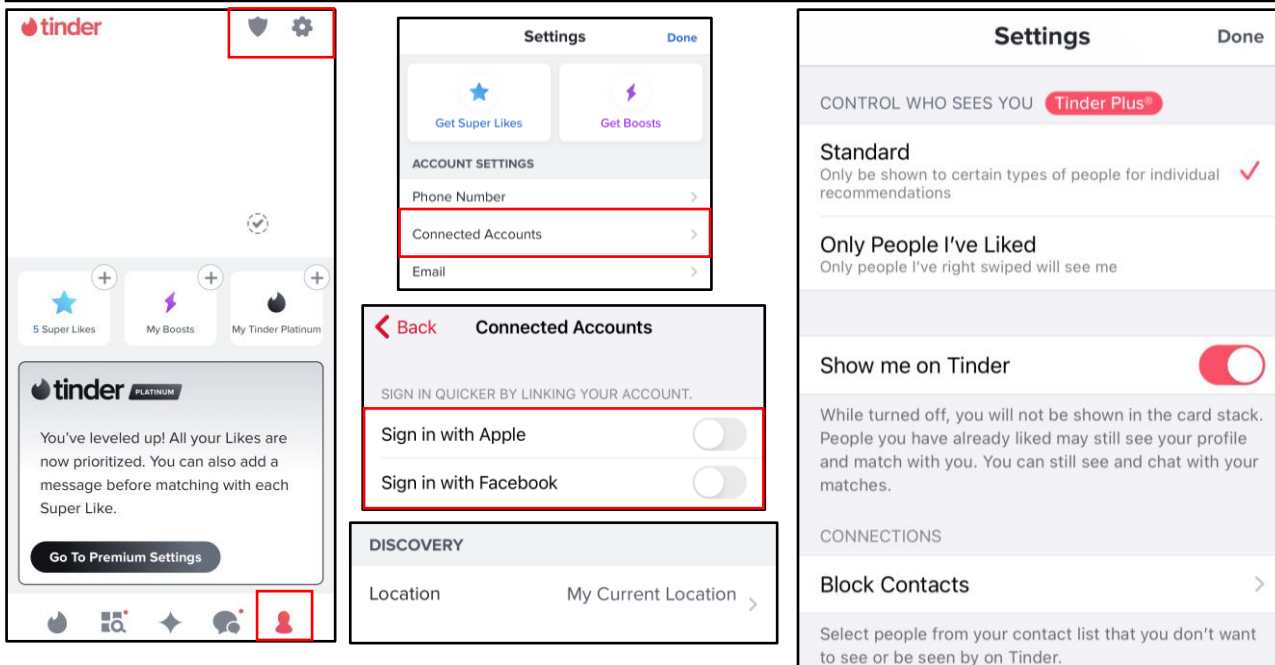 tinder
5 Super Likes
My Boosts
My Tinder Platinum
tinder PLATINUM
You've leveled up! All your Likes are
now prioritized. You can also add a
message before matching with each
Super Like.
Go To Premium Settings
Settings Done
Get Super Likes Get Boosts
ACCOUNT SETTINGS
Phone Number
Connected Accounts
Email
Back Connected Accounts
SIGN IN QUICKER BY LINKING YOUR ACCOUNT.
Sign in with Apple
Sign in with Facebook
DISCOVERY
Location My Current Location
Settings Done
CONTROL WHO SEES YOU Tinder Plus®
Standard
Only be shown to certain types of people for individual
recommendations
Only People I've Liked
Only people I've right swiped will see me
Show me on Tinder
While turned off, you will not be shown in the card stack.
People you have already liked may still see your profile
and match with you. You can still see and chat with your
matches.
CONNECTIONS
Block Contacts
Select people from your contact list that you don't want
to see or be seen by on Tinder.